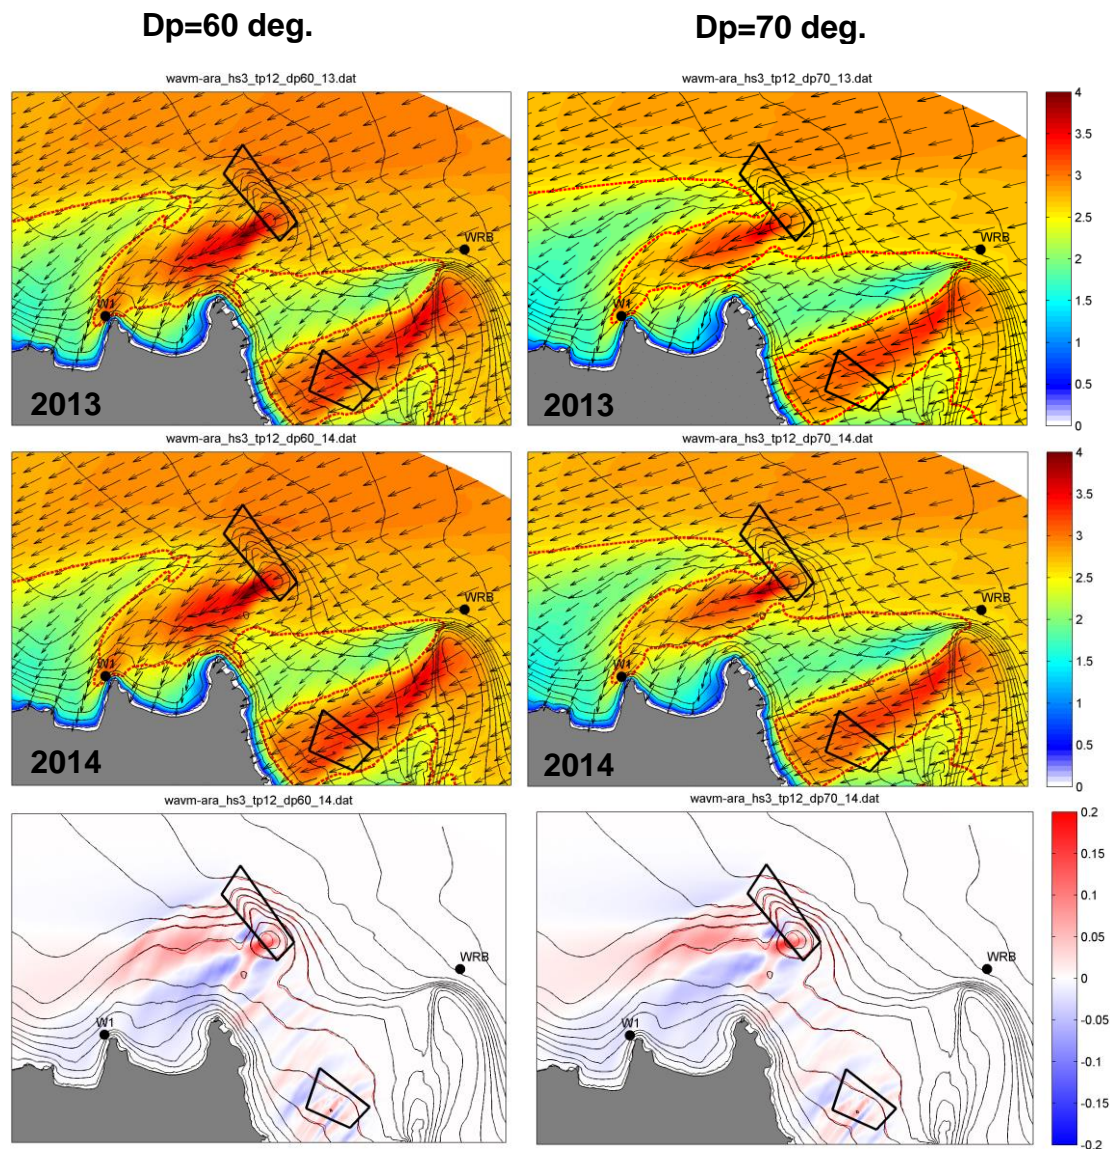 Dp=60 deg. Dp=70 deg.
wavm-ara_hs3_tp12_dp60_13.dat wavm-ara_hs3_tp12_dp70_13.dat
4
3.5
3
2.5
2
1.5
1
0.5
0
WRB WRB
W1 W1
2013 2013
wavm-ara_hs3_tp12_dp60_14.dat wavm-ara_hs3_tp12_dp70_14.dat
4
3.5
3
2.5
2
1.5
1
0.5
0
WRB WRB
W1 W1
2014 2014
wavm-ara_hs3_tp12_dp60_14.dat wavm-ara_hs3_tp12_dp70_14.dat
0.2
0.15
0.1
0.05
0
-0.05
-0.1
-0.15
-0.2
WRB WRB
W1 W1